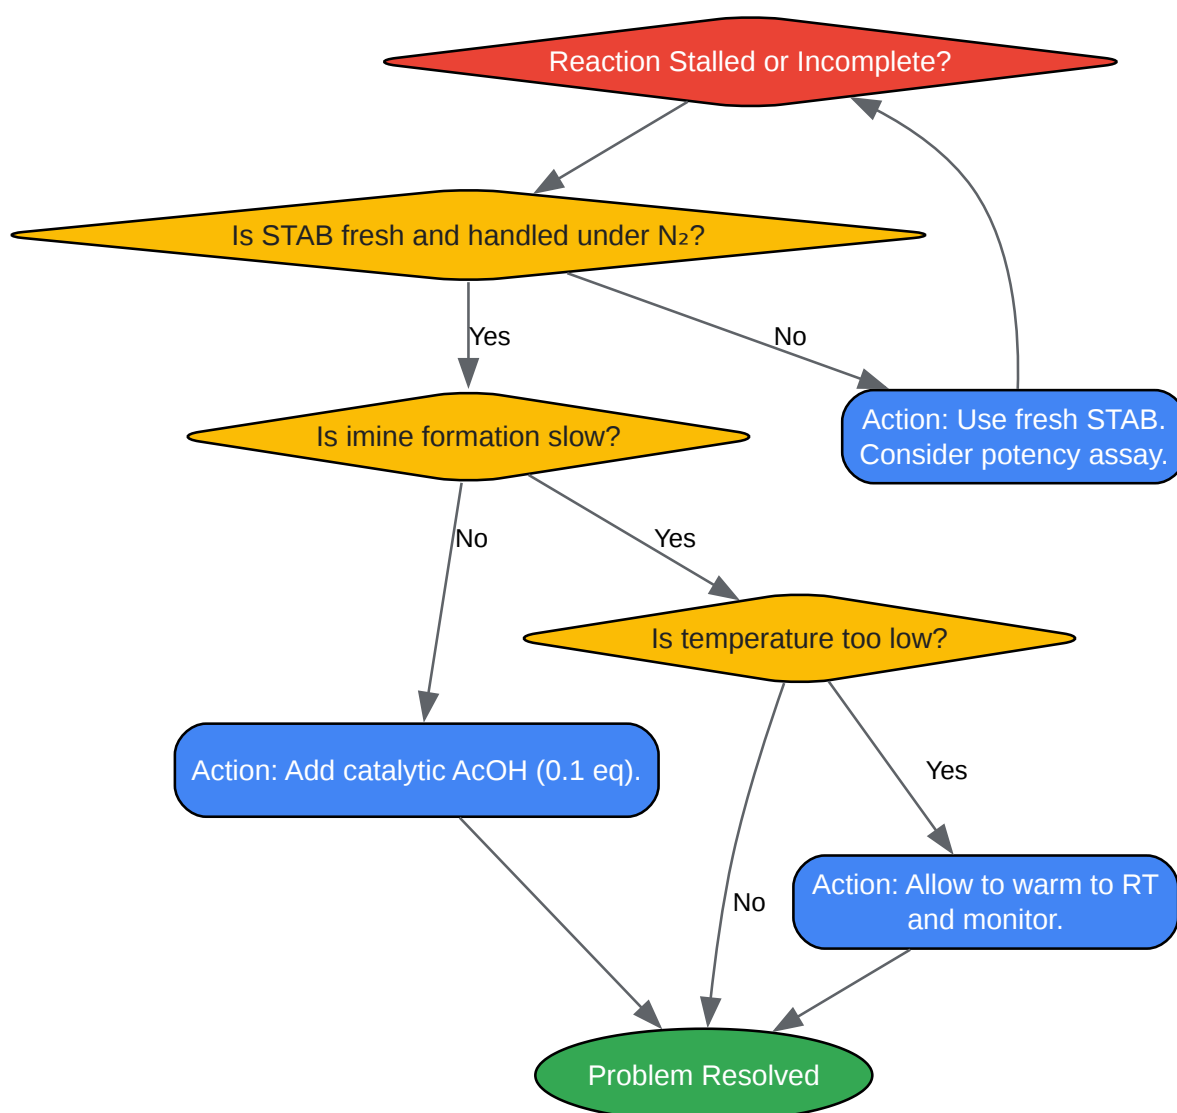 Reaction Stalled or Incomplete?
Is STAB fresh and handled under N₂?
Yes
No
Is imine formation slow?
Action: Use fresh STAB.
Consider potency assay.
No
Yes
Is temperature too low?
Action: Add catalytic AcOH (0.1 eq).
Yes
Action: Allow to warm to RT
and monitor.
No
Problem Resolved